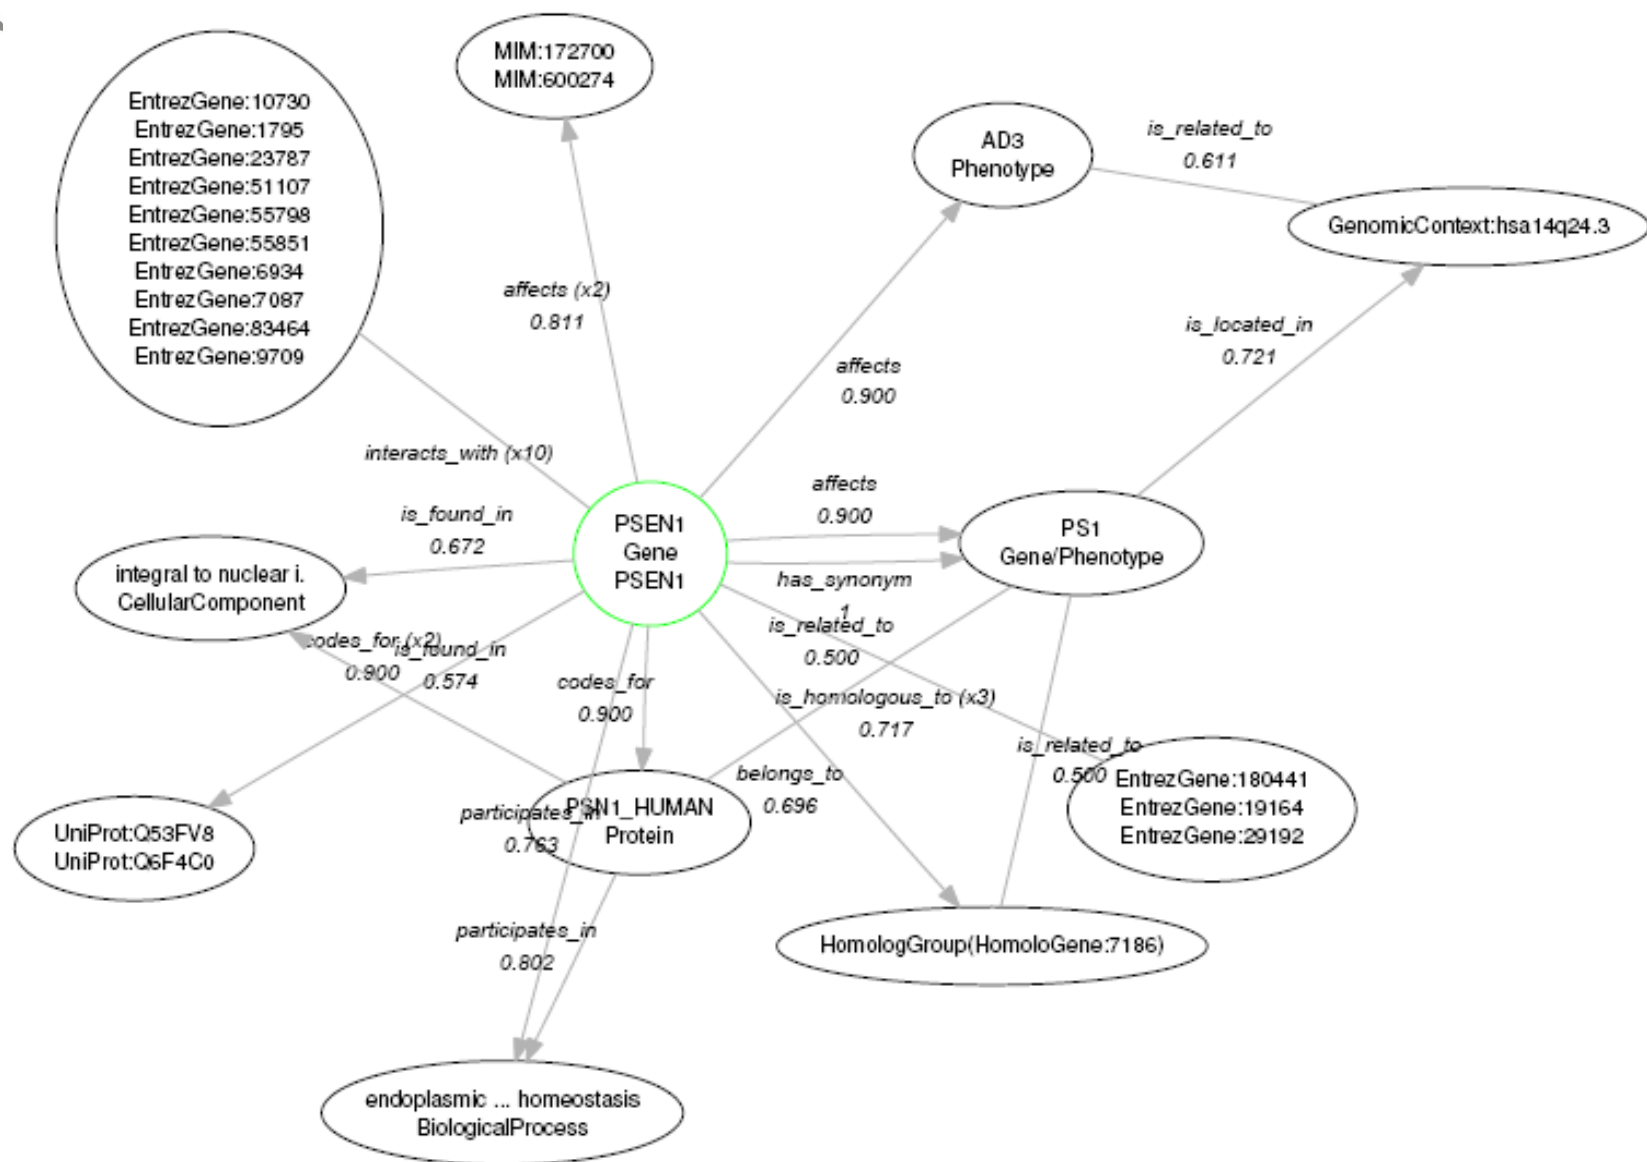 MIM:172700
MIM:600274
EntrezGene:10730
EntrezGene:1795
EntrezGene:23787
EntrezGene:51107
EntrezGene:55798
EntrezGene:55851
EntrezGene:6934
EntrezGene:7087
EntrezGene:83464
EntrezGene:9709
AD3
Phenotype
is_related_to
0.611
GenomicContext:hsa14q24.3
affects (x2)
0.811
is_located_in
0.721
affects
0.900
interacts_with (x10)
affects
0.900
is_found_in
0.672
PSEN1
Gene
PSEN1
PS1
Gene/Phenotype
integral to nuclear i.
CellularComponent
has_synonym
1
is_related_to
0.500
codes_for (x2)
0.900
is_found_in
0.574
codes_for
0.900
is_homologous_to (x3)
0.717
is_related_to
0.500
belongs_to
0.696
EntrezGene:180441
EntrezGene:19164
EntrezGene:29192
PSN1_HUMAN
Protein
participates_in
0.763
UniProt:Q53FV8
UniProt:Q6F4C0
participates_in
0.802
HomologGroup(HomoloGene:7186)
endoplasmic ... homeostasis
BiologicalProcess